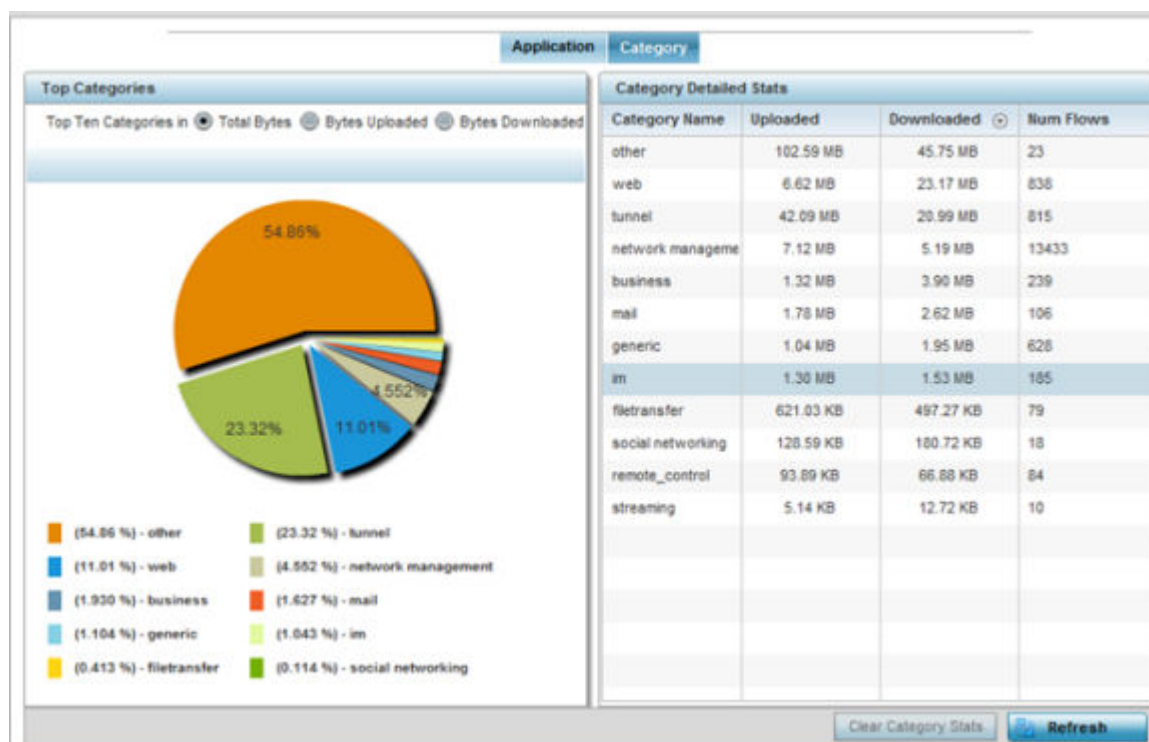 Application Category
Top Categories
Top Ten Categories in Total Bytes Bytes Uploaded Bytes Downloaded
54.86%
4.552%
23.32%
11.01%
(54.86 %) - other
(23.32 %) - tunnel
(11.01 %) - web
(4.552 %) - network management
(1.930 %) - business
(1.627 %) - mail
(1.104 %) - generic
(1.043 %) - im
(0.413 %) - filetransfer
(0.114 %) - social networking
Category Detailed Stats
Category Name Uploaded Downloaded Num Flows
other 102.59 MB 45.75 MB 23
web 6.62 MB 23.17 MB 838
tunnel 42.09 MB 20.99 MB 815
network manageme 7.12 MB 5.19 MB 13433
business 1.32 MB 3.90 MB 239
mail 1.78 MB 2.62 MB 106
generic 1.04 MB 1.95 MB 628
im 1.30 MB 1.53 MB 185
filetransfer 621.03 KB 497.27 KB 79
social networking 128.59 KB 180.72 KB 18
remote_control 93.89 KB 66.88 KB 84
streaming 5.14 KB 12.72 KB 10
Clear Category Stats Refresh